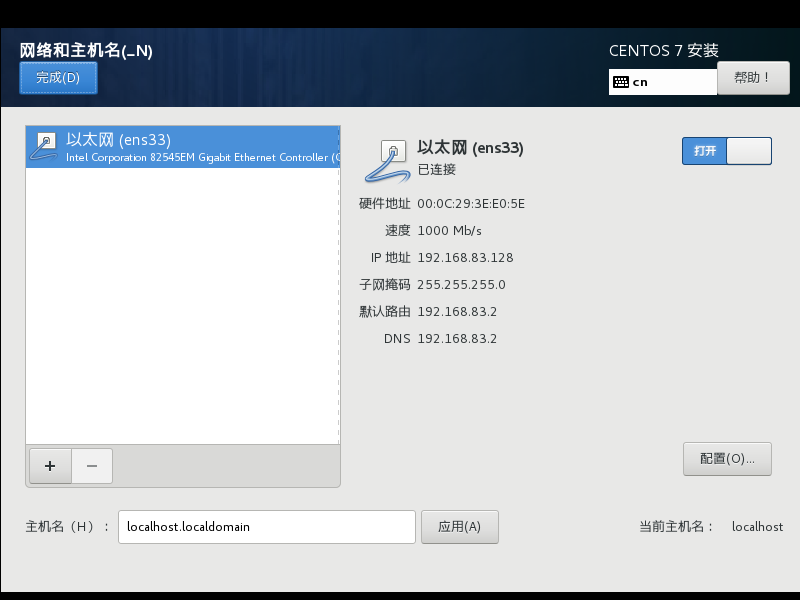 网络和主机名(_N)
CENTOS 7 安装
完成(D)
cn
帮助！
以太网 (ens33)
Intel Corporation 82545EM Gigabit Ethernet Controller (
以太网 (ens33)
已连接
打开
硬件地址 00:0C:29:3E:E0:5E
速度 1000 Mb/s
IP 地址 192.168.83.128
子网掩码 255.255.255.0
默认路由 192.168.83.2
DNS 192.168.83.2
+ −
配置(O)...
主机名（H）：
localhost.localdomain
应用(A)
当前主机名： localhost